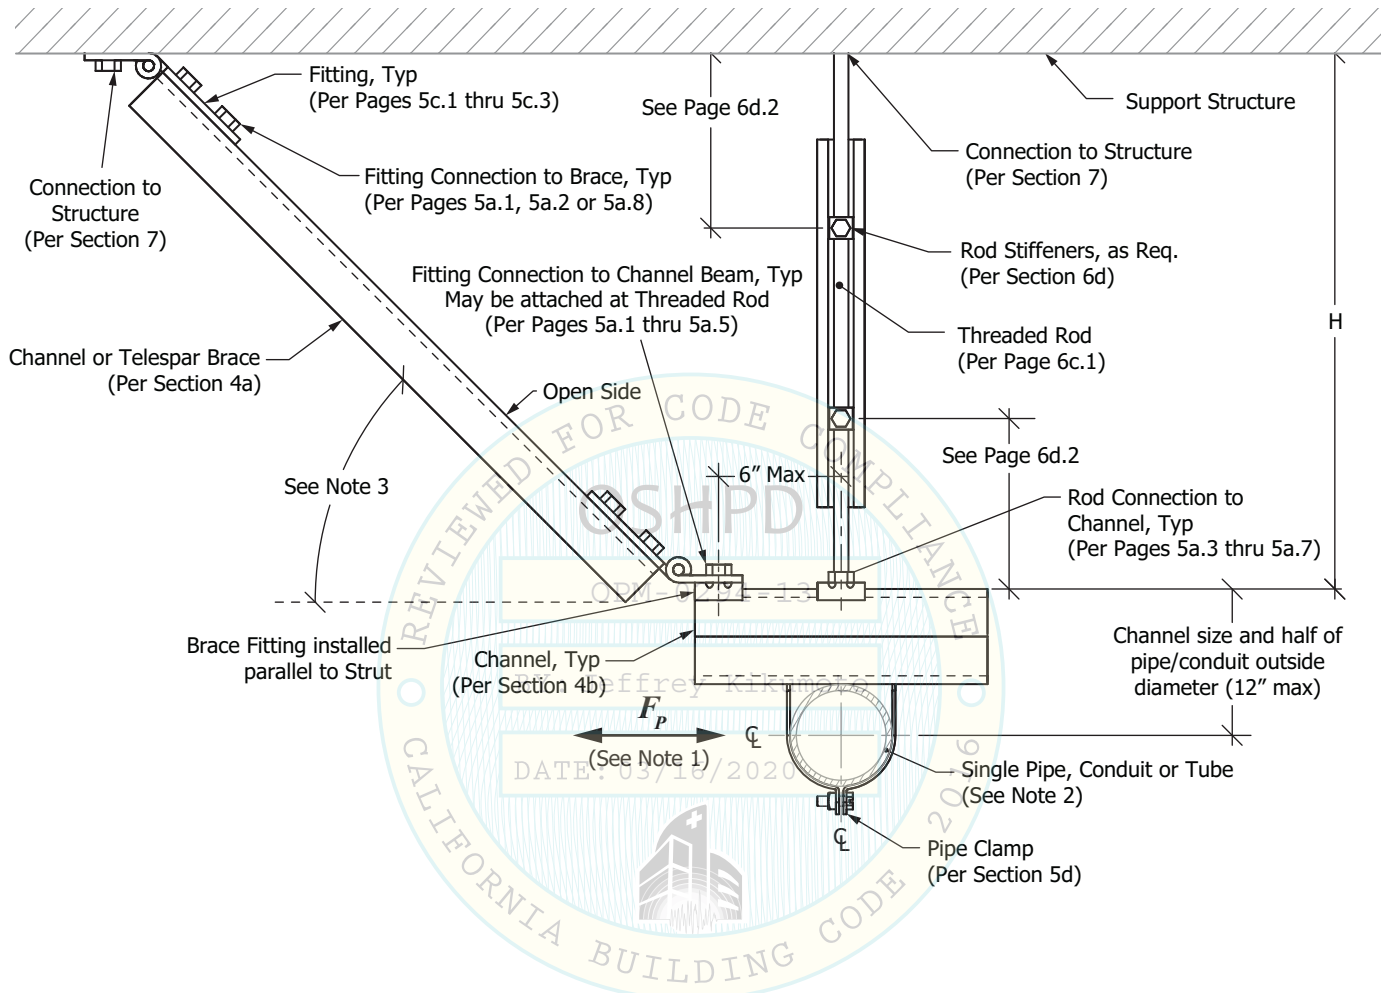 Fitting, Typ
(Per Pages 5c.1 thru 5c.3)
See Page 6d.2
Support Structure
Connection to Structure
(Per Section 7)
Connection to
Structure
(Per Section 7)
Fitting Connection to Brace, Typ
(Per Pages 5a.1, 5a.2 or 5a.8)
Rod Stiffeners, as Req.
(Per Section 6d)
Fitting Connection to Channel Beam, Typ
May be attached at Threaded Rod
(Per Pages 5a.1 thru 5a.5)
H
Threaded Rod
(Per Page 6c.1)
Channel or Telespar Brace
(Per Section 4a)
Open Side
See Page 6d.2
6” Max
See Note 3
Rod Connection to
Channel, Typ
(Per Pages 5a.3 thru 5a.7)
Brace Fitting installed
parallel to Strut
Channel, Typ
(Per Section 4b)
Channel size and half of
pipe/conduit outside
diameter (12” max)
FP
(See Note 1)
℄
Single Pipe, Conduit or Tube
(See Note 2)
℄
Pipe Clamp
(Per Section 5d)
REVIEWED FOR CODE COMPLIANCE
OSHPD
OPM-0294-13
BY: Jeffrey Kikumoto
DATE: 03/16/2020
CALIFORNIA BUILDING CODE 2016